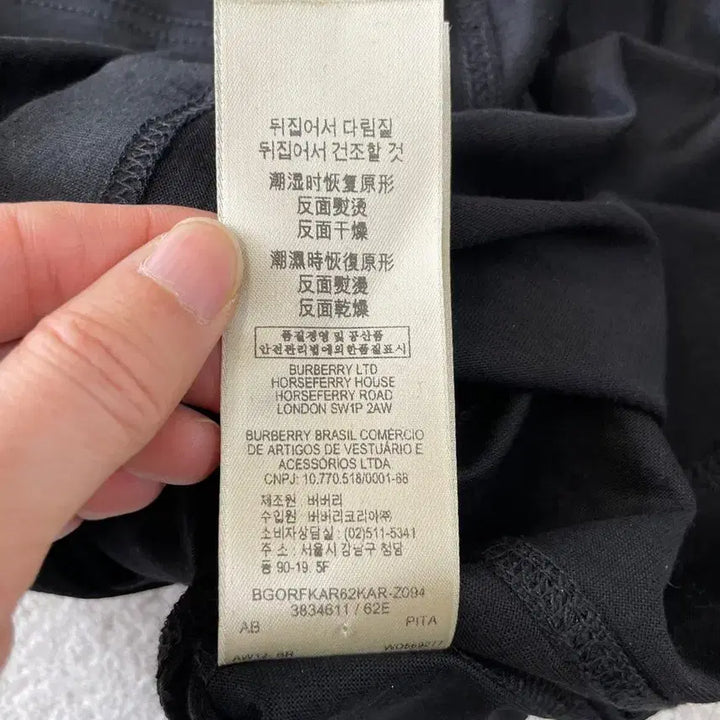 뒤집어서 다림질
뒤집어서 건조할 것
潮湿时恢复原形
反面熨烫
反面干燥
潮濕時恢復原形
反面熨燙
反面乾燥
품질경영 및 공산품
안전관리법에의한품질표시
BURBERRY LTD
HORSEFERRY HOUSE
HORSEFERRY ROAD
LONDON SW1P 2AW
BURBERRY BRASIL COMÉRCIO
DE ARTIGOS DE VESTUÁRIO E
ACESSÓRIOS LTDA
CNPJ: 10.770.518/0001-68
제조원 버버리
수입원 버버리코리아㈜
소비자상담실: (02)511-5341
주 소 : 서울시 강남구 청담
동 90-19. 5F
BGORFKAR62KAR-Z094
3834611 / 62E
AB PITA